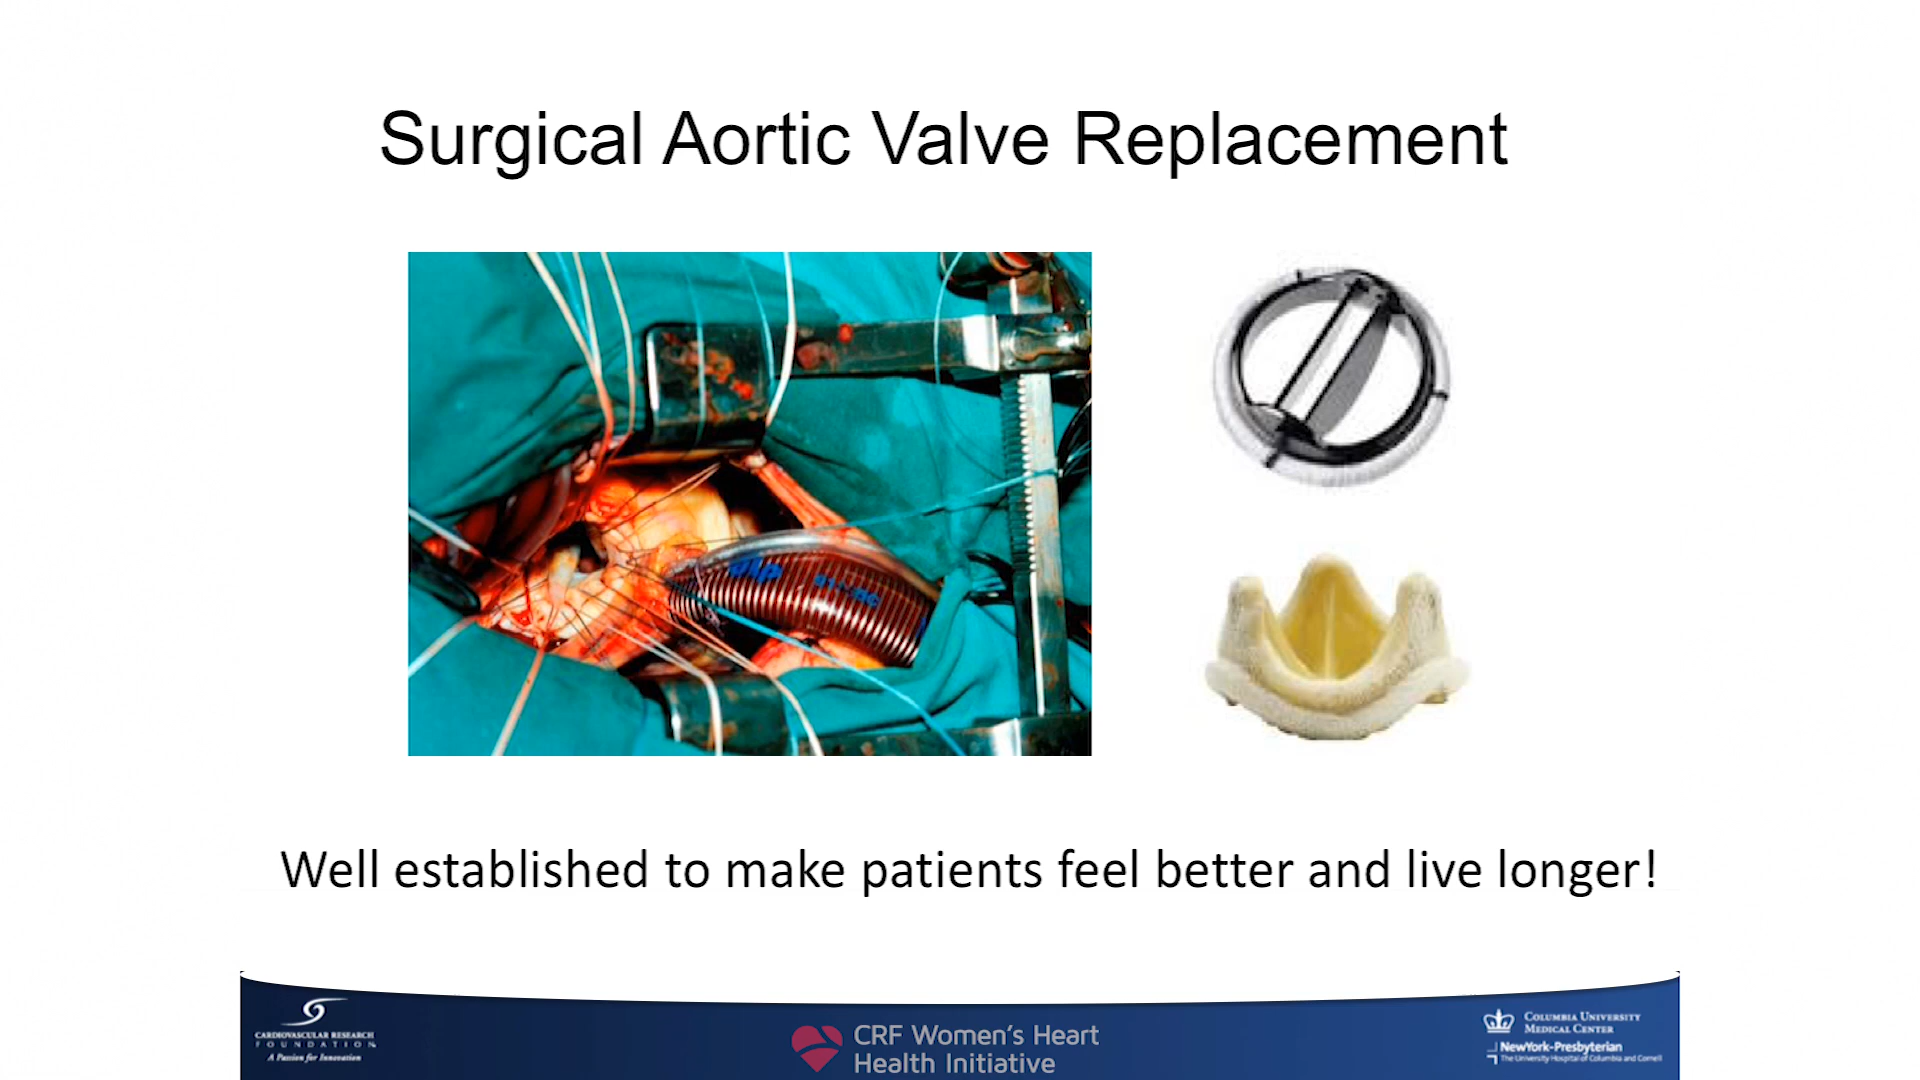 Surgical Aortic Valve Replacement
Well established to make patients feel better and live longer!
CARDIOVASCULAR RESEARCH
FOUNDATION
A Passion for Innovation
CRF Women's Heart
Health Initiative
COLUMBIA UNIVERSITY
MEDICAL CENTER
NewYork-Presbyterian
The University Hospital of Columbia and Cornell